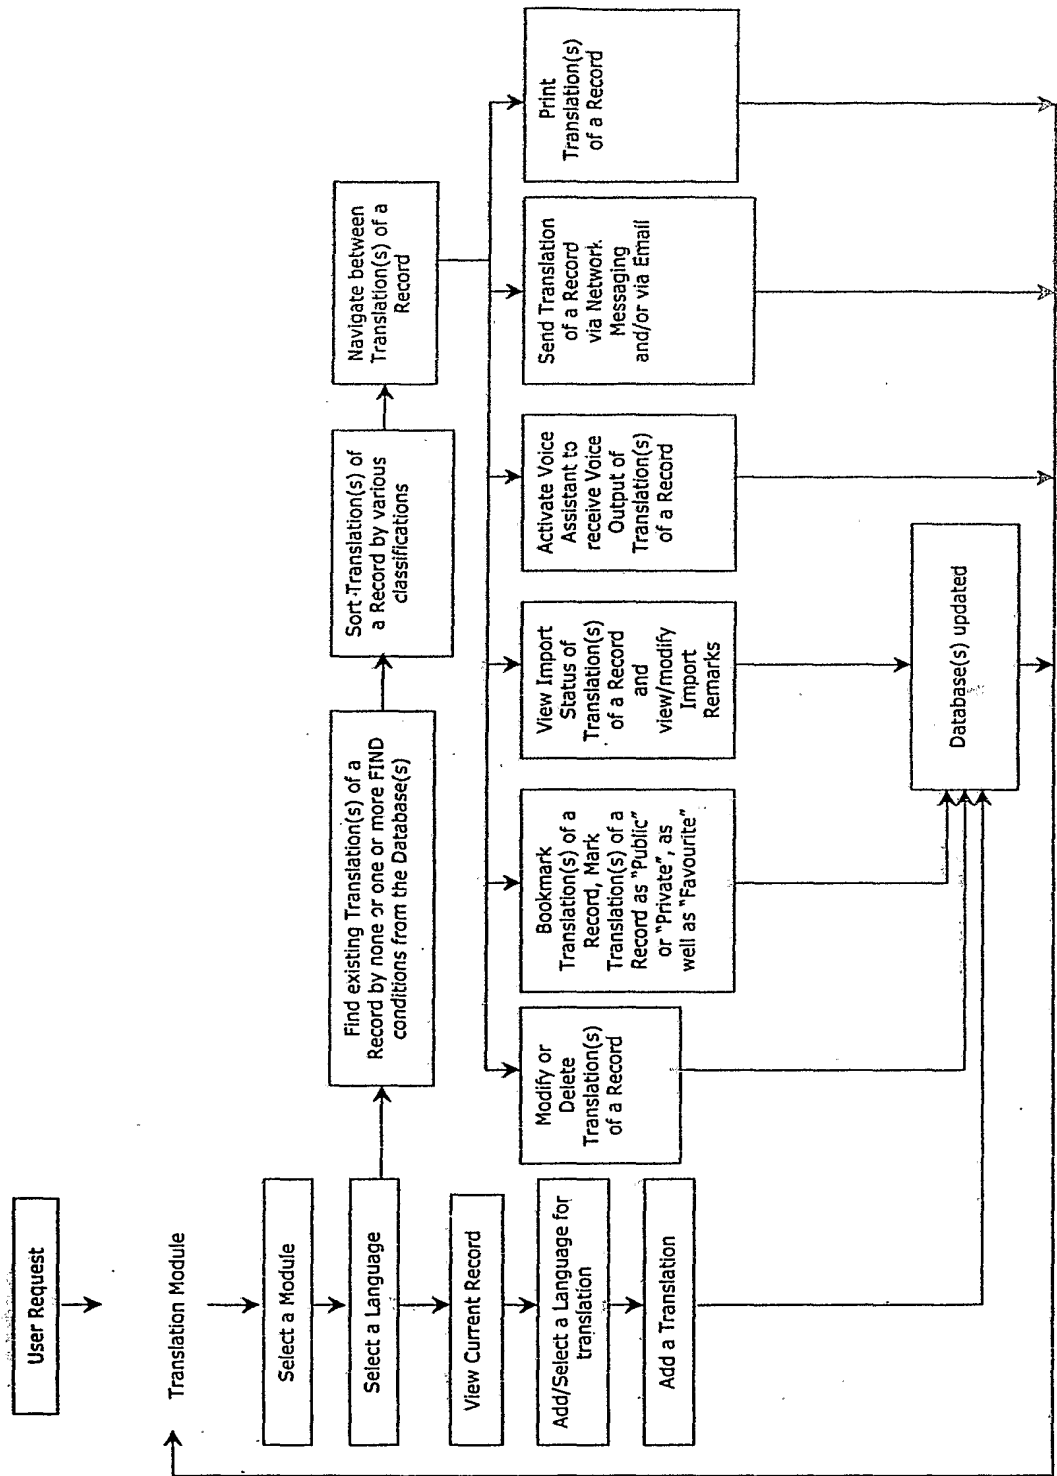 User Request
Translation Module
Select a Module
Select a Language
View Current Record
Add/Select a Language for
translation
Add a Translation
Find existing Translation(s) of a
Record by none or one or more FIND
conditions from the Database(s)
Sort Translation(s) of
a Record by various
classifications
Navigate between
Translation(s) of a
Record
Modify or
Delete
Translation(s)
of a Record
Bookmark
Translation(s) of a
Record, Mark
Translation(s) of a
Record as "Public"
or "Private", as
well as "Favourite"
View Import
Status of
Translation(s)
of a Record
and
view/modify
Import
Remarks
Activate Voice
Assistant to
receive Voice
Output of
Translation(s)
of a Record
Send Translation
of a Record
via Network
Messaging
and/or via Email
Print
Translation(s)
of a Record
Database(s) updated